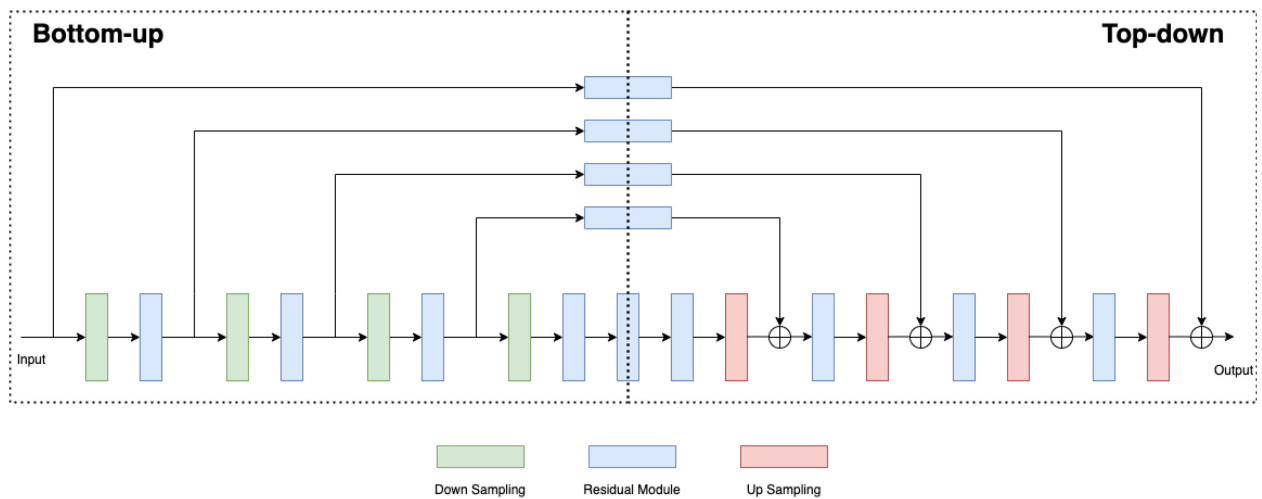 Bottom-up
Top-down
Input
Output
Down Sampling
Residual Module
Up Sampling